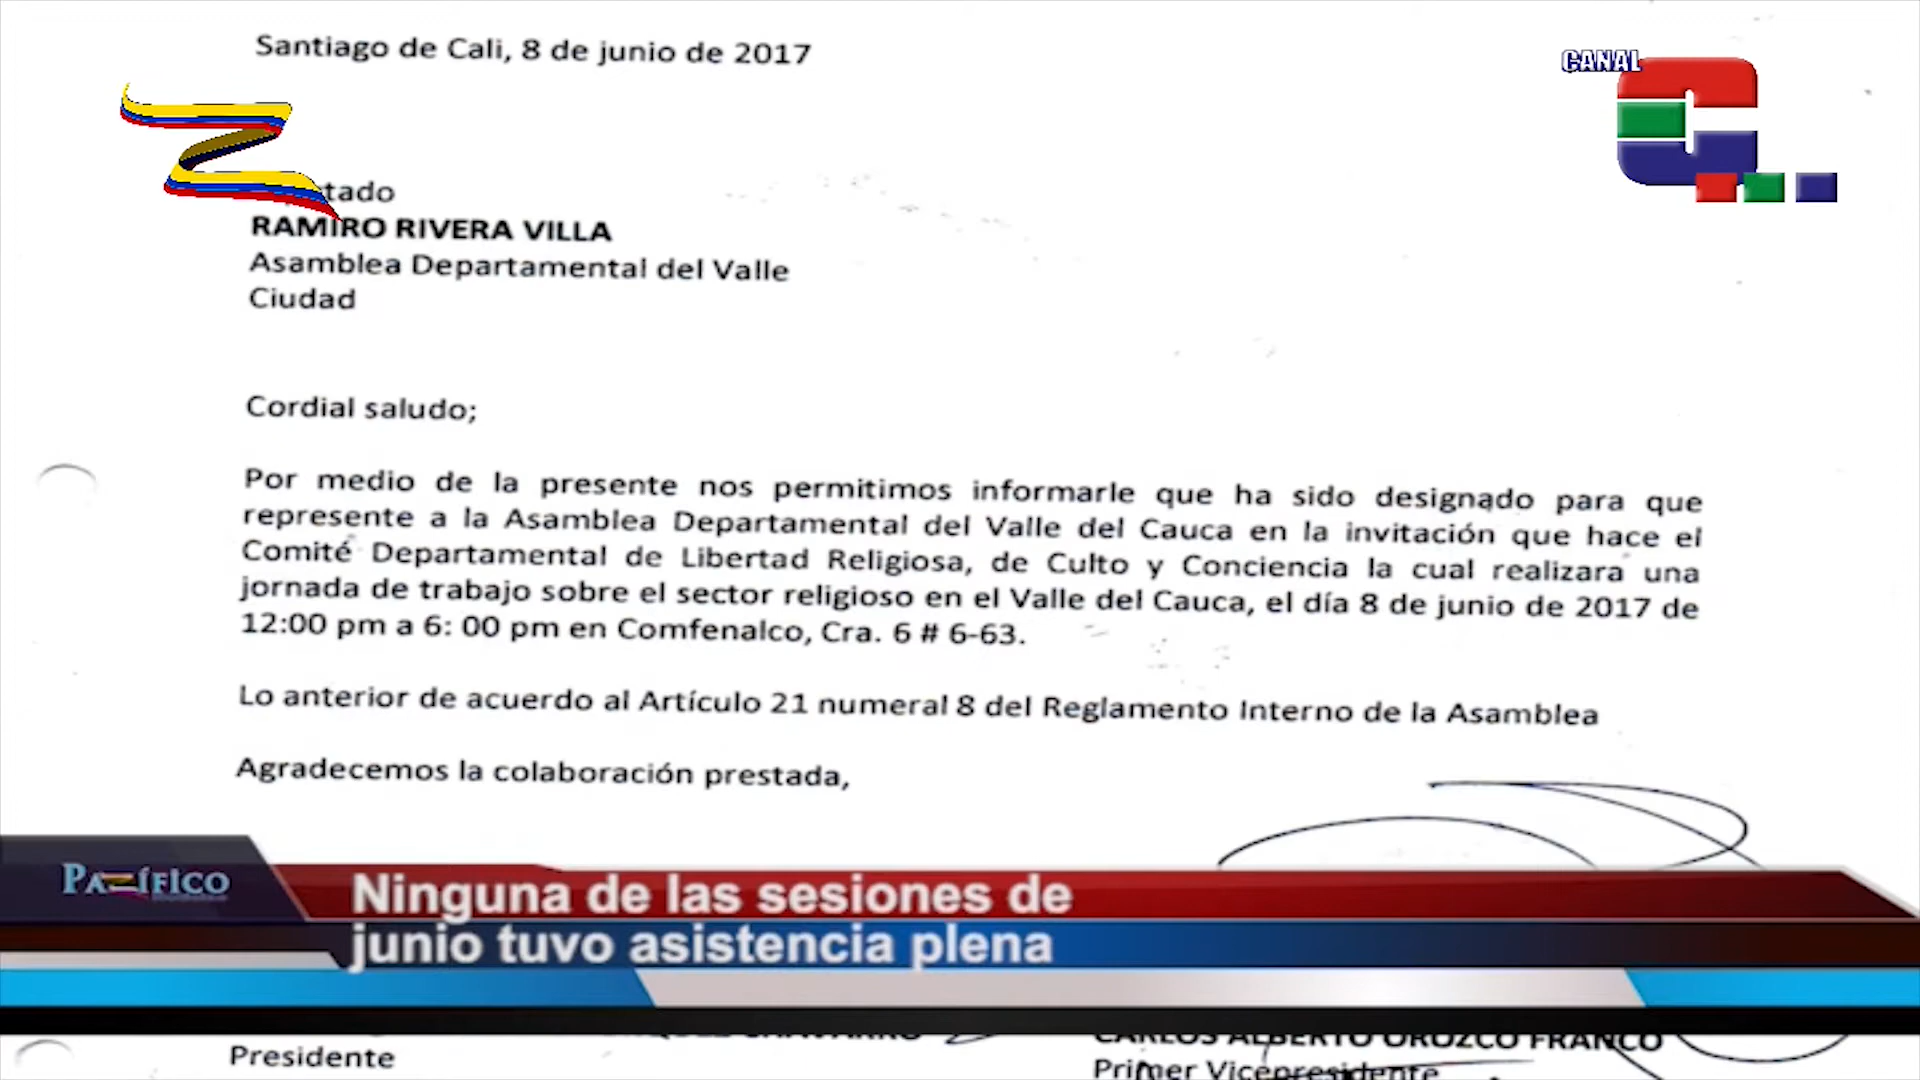 Santiago de Cali, 8 de junio de 2017
CANAL
RAMIRO RIVERA VILLA
Asamblea Departamental del Valle
Ciudad
Cordial saludo;
Por medio de la presente nos permitimos informarle que ha sido designado para que
represente a la Asamblea Departamental del Valle del Cauca en la invitación que hace el
Comité Departamental de Libertad Religiosa, de Culto y Conciencia la cual realizara una
jornada de trabajo sobre el sector religioso en el Valle del Cauca, el día 8 de junio de 2017 de
12:00 pm a 6: 00 pm en Comfenalco, Cra. 6 # 6-63.
Lo anterior de acuerdo al Artículo 21 numeral 8 del Reglamento Interno de la Asamblea
Agradecemos la colaboración prestada,
PaZífico
Ninguna de las sesiones de
junio tuvo asistencia plena
CARLOS ALBERTO OROZCO FRANCO
Presidente
Primer Vicepresidente